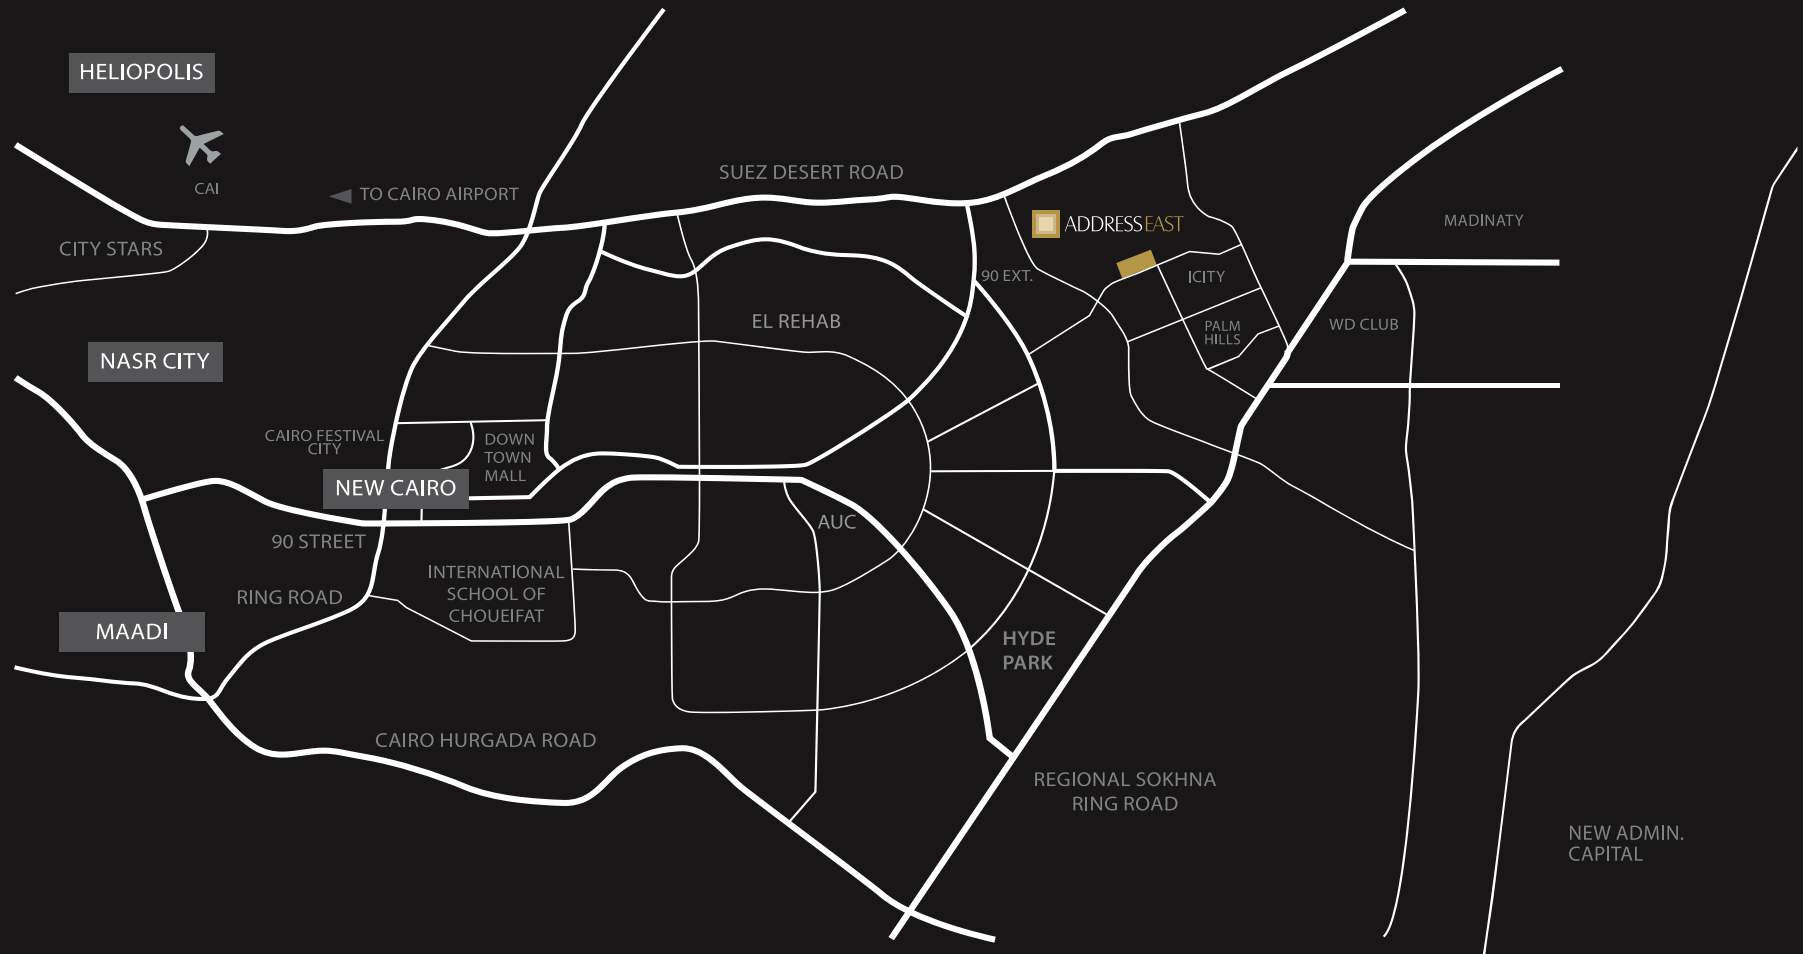 HELIOPOLIS
CAI
TO CAIRO AIRPORT
SUEZ DESERT ROAD
CITY STARS
ADDRESSEAST
MADINATY
90 EXT.
ICITY
EL REHAB
PALM
HILLS
WD CLUB
NASR CITY
CAIRO FESTIVAL
CITY
DOWN
TOWN
MALL
NEW CAIRO
90 STREET
AUC
INTERNATIONAL
SCHOOL OF
CHOUEIFAT
RING ROAD
MAADI
HYDE
PARK
CAIRO HURGADA ROAD
REGIONAL SOKHNA
RING ROAD
NEW ADMIN.
CAPITAL